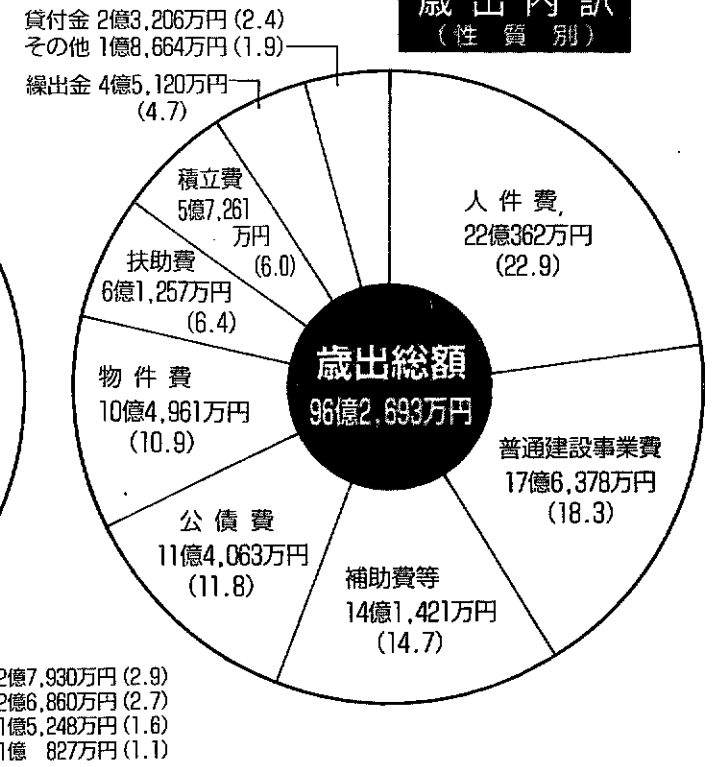 歳出内訳
(性質別)
貸付金 2億3,206万円(2.4)
その他 1億8,664万円(1.9)
繰出金 4億5,120万円
(4.7)
積立費
5億7,261
万円
(6.0)
扶助費
6億1,257万円
(6.4)
物件費
10億4,961万円
(10.9)
公債費
11億4,063万円
(11.8)
補助費等
14億1,421万円
(14.7)
普通建設事業費
17億6,378万円
(18.3)
人件費,
22億362万円
(22.9)
歳出総額
96億2,693万円
2億7,930万円(2.9)
2億6,860万円(2.7)
1億5,248万円(1.6)
1億 827万円(1.1)